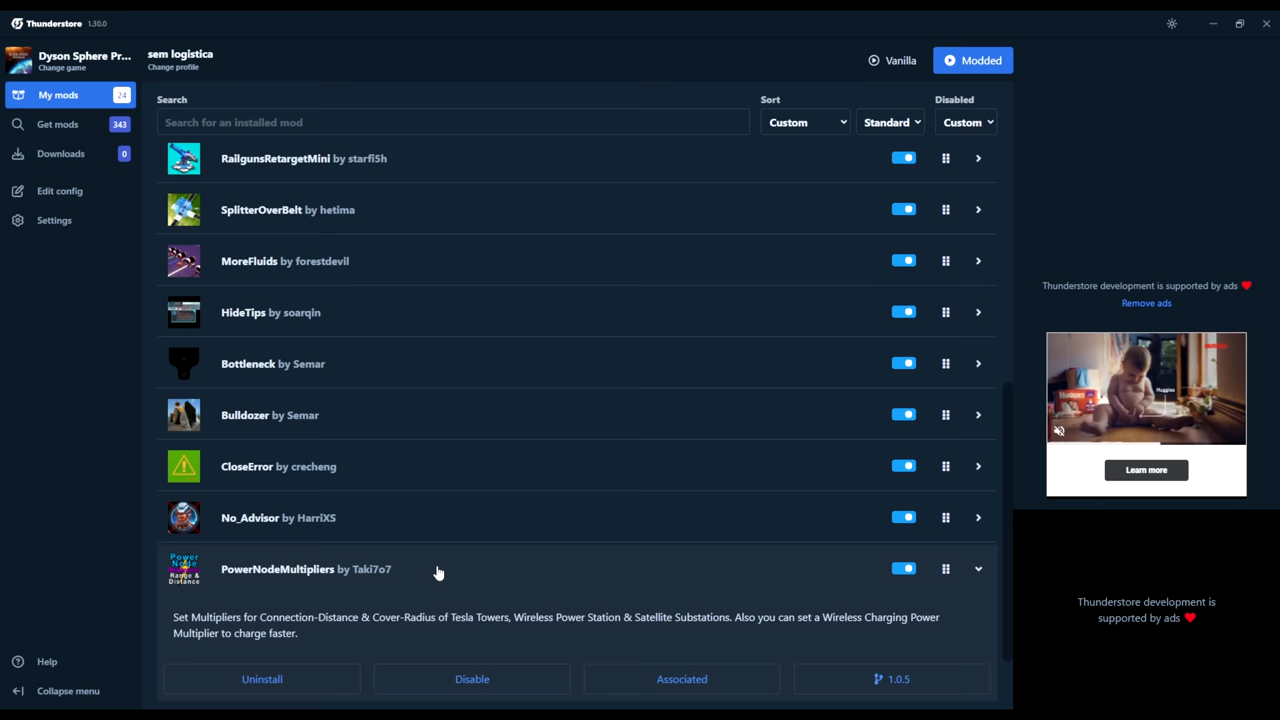 Thunderstore 1.30.0
Dyson Sphere Pr...
Change game
sem logistica
Change profile
Vanilla
Modded
My mods 24
Get mods 343
Downloads 0
Edit config
Settings
Help
Collapse menu
Search
Sort
Disabled
Search for an installed mod
Custom
Standard
Custom
RailgunsRetargetMini by starfi5h
SplitterOverBelt by hetima
MoreFluids by forestdevil
HideTips by soarqin
Bottleneck by Semar
Bulldozer by Semar
CloseError by crecheng
No_Advisor by HarriXS
Power
Node
Range &
Distance
PowerNodeMultipliers by Taki7o7
Set Multipliers for Connection-Distance & Cover-Radius of Tesla Towers, Wireless Power Station & Satellite Substations. Also you can set a Wireless Charging Power
Multiplier to charge faster.
Uninstall
Disable
Associated
1.0.5
Thunderstore development is supported by ads
Remove ads
Huggies
Learn more
Thunderstore development is
supported by ads